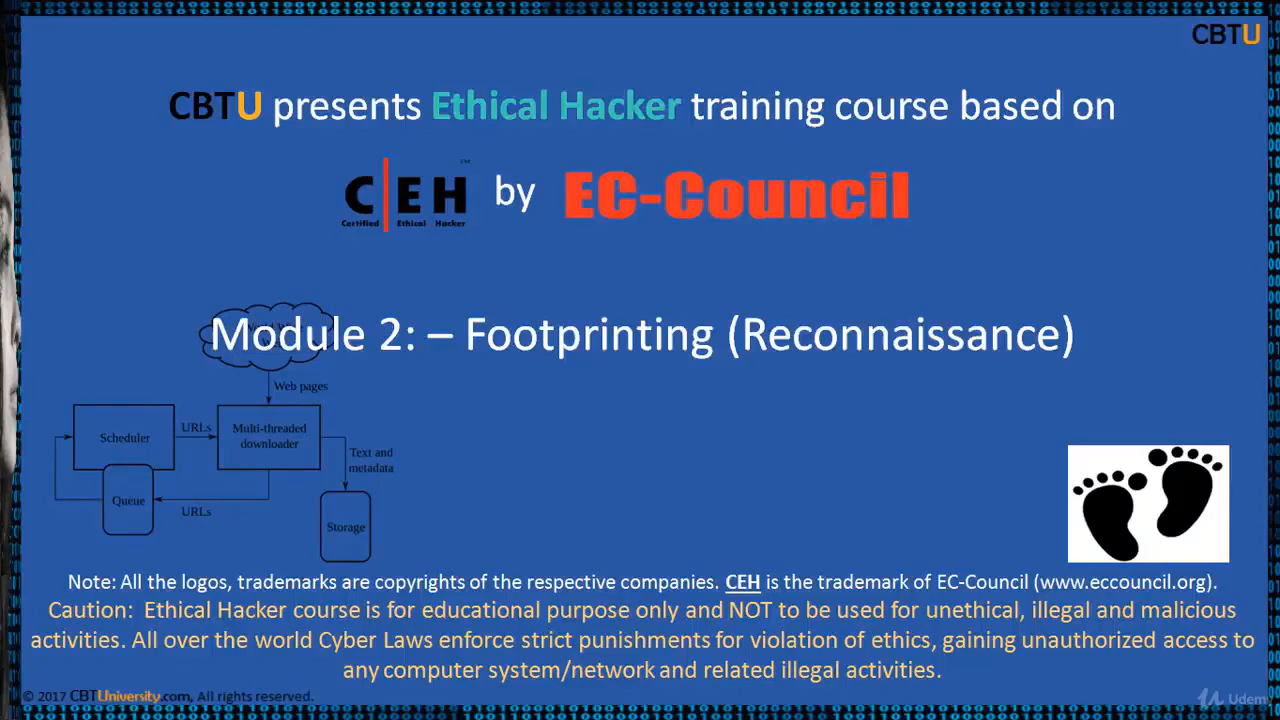 CBTU
CBTU presents Ethical Hacker training course based on
C|EH™ by EC-Council
Certified Ethical Hacker
Module 2: – Footprinting (Reconnaissance)
Web pages
Scheduler
URLs
Multi-threaded
downloader
Text and
metadata
Queue
URLs
Storage
Note: All the logos, trademarks are copyrights of the respective companies. CEH is the trademark of EC-Council (www.eccouncil.org).
Caution: Ethical Hacker course is for educational purpose only and NOT to be used for unethical, illegal and malicious
activities. All over the world Cyber Laws enforce strict punishments for violation of ethics, gaining unauthorized access to
any computer system/network and related illegal activities.
© 2017 CBTUniversity.com, All rights reserved.
Udemy